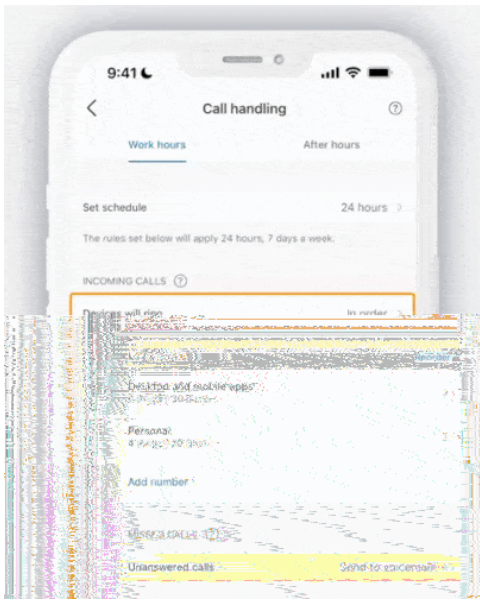 9:41
Call handling
Work hours After hours
Set schedule 24 hours
The rules set below will apply 24 hours, 7 days a week.
INCOMING CALLS
Devices will ring In order
Desktop and mobile apps
Personal
Add number
MISSED CALLS
Unanswered calls Send to voicemail